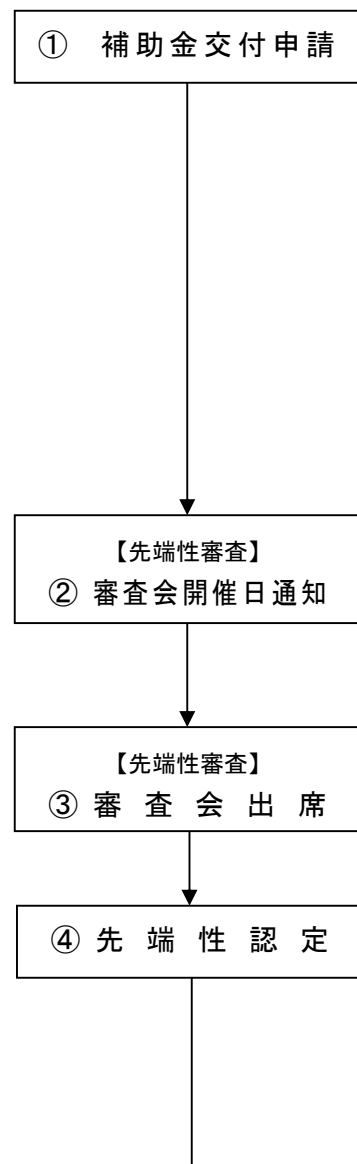 ① 補助金交付申請
【先端性審査】
② 審査会開催日通知
【先端性審査】
③ 審査会出席
④ 先端性認定